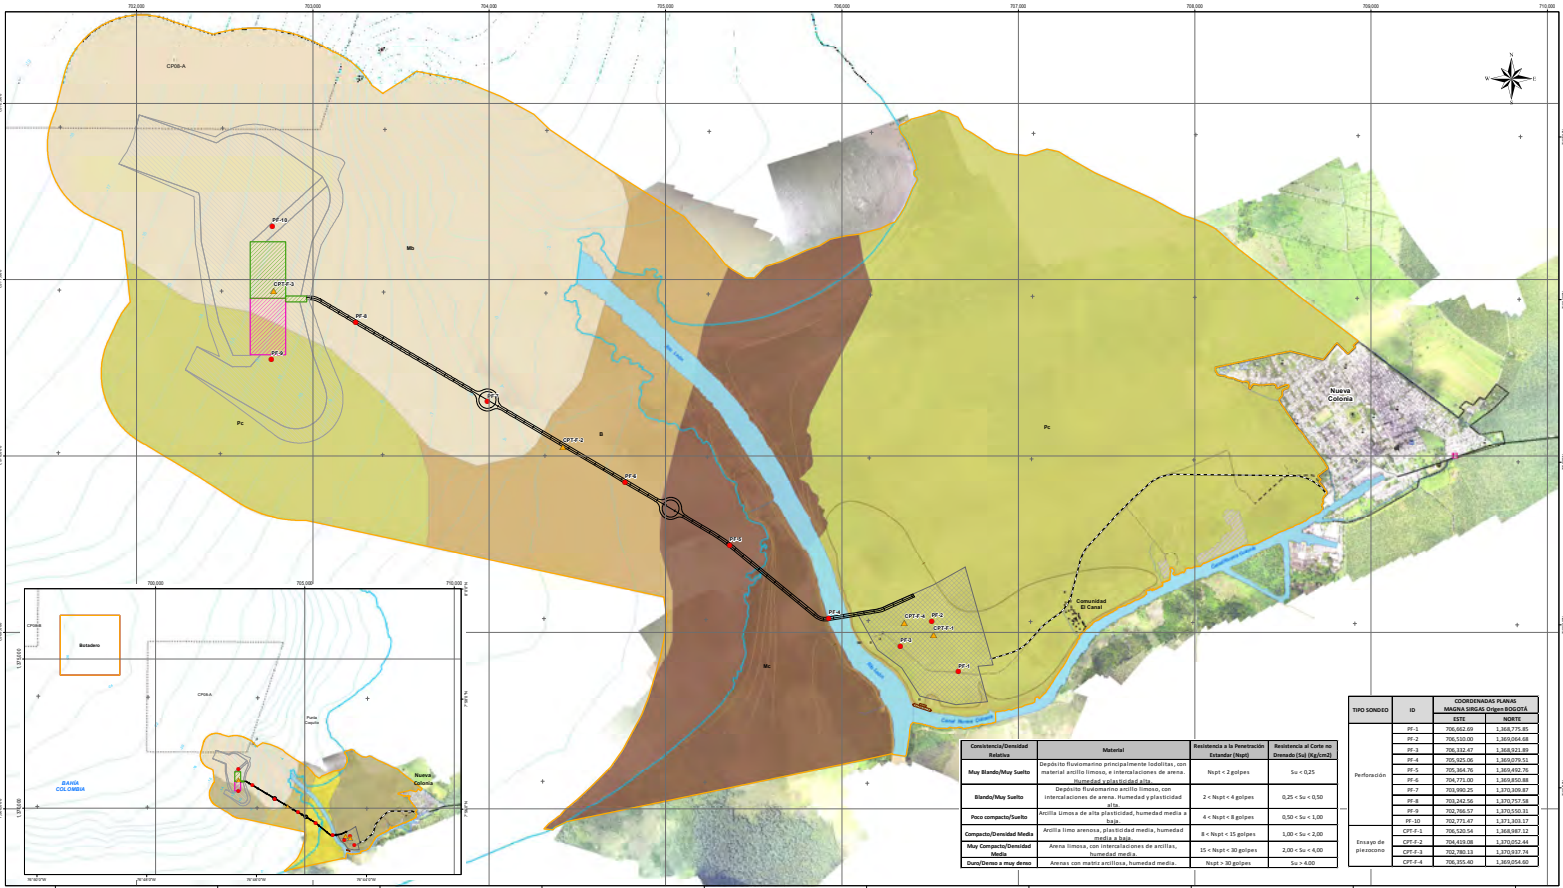 702,000
703,000
704,000
705,000
706,000
707,000
708,000
709,000
710,000
N
W
E
S
CP08-A
PF-10
CPT-F-3
Mb
PF-8
PF-9
Pc
CPT-F-2
B
PF-6
PF-5
Río León
Pc
Nueva
Colonia
Comunidad
El Canal
Canal Nueva Colonia
PF-4
CPT-F-4
PF-2
CPT-F-1
PF-3
PF-1
Mc
Río León
Canal Nueva Colonia
700,000
705,000
710,000
CP08-B
Botadero
CP08-A
Punta
Coquito
BAHÍA
COLOMBIA
Nueva
Colonia
Consistencia/Densidad Relativa Material Resistencia a la Penetración Estandar (Nspt) Resistencia al Corte no Drenado (Su) (Kg/cm2)
Muy Blando/Muy Suelto Depósito fluviomarino principalmente lodolitas, con material arcillo limoso, e intercalaciones de arena. Humedad y plasticidad alta. Nspt < 2 golpes Su < 0,25
Blando/Muy Suelto Depósito fluviomarino arcillo limoso, con intercalaciones de arena. Humedad y plasticidad alta. 2 < Nspt < 4 golpes 0,25 < Su < 0,50
Poco compacto/Suelto Arcilla Limosa de alta plasticidad, humedad media a baja. 4 < Nspt < 8 golpes 0,50 < Su < 1,00
Compacto/Densidad Media Arcilla limo arenosa, plasticidad media, humedad media a baja. 8 < Nspt < 15 golpes 1,00 < Su < 2,00
Muy Compacto/Densidad Media Arena limosa, con intercalaciones de arcillas, humedad media. 15 < Nspt < 30 golpes 2,00 < Su < 4,00
Duro/Denso a muy denso Arenas con matriz arcillosa, humedad media. Nspt > 30 golpes Su > 4.00
TIPO SONDEO ID COORDENADAS PLANAS
MAGNA SIRGAS Origen BOGOTÁ
ESTE NORTE
Perforación
PF-1 706,662.69 1,368,775.85
PF-2 706,510.00 1,369,064.68
PF-3 706,332.47 1,368,921.89
PF-4 705,925.06 1,369,079.51
PF-5 705,364.76 1,369,492.76
PF-6 704,771.00 1,369,850.88
PF-7 703,990.25 1,370,309.87
PF-8 703,242.56 1,370,757.58
PF-9 702,766.57 1,370,550.31
PF-10 702,771.47 1,371,303.17
Ensayo de
piezocono
CPT-F-1 706,520.54 1,368,987.12
CPT-F-2 704,419.08 1,370,052.44
CPT-F-3 702,780.13 1,370,937.74
CPT-F-4 706,355.40 1,369,054.60